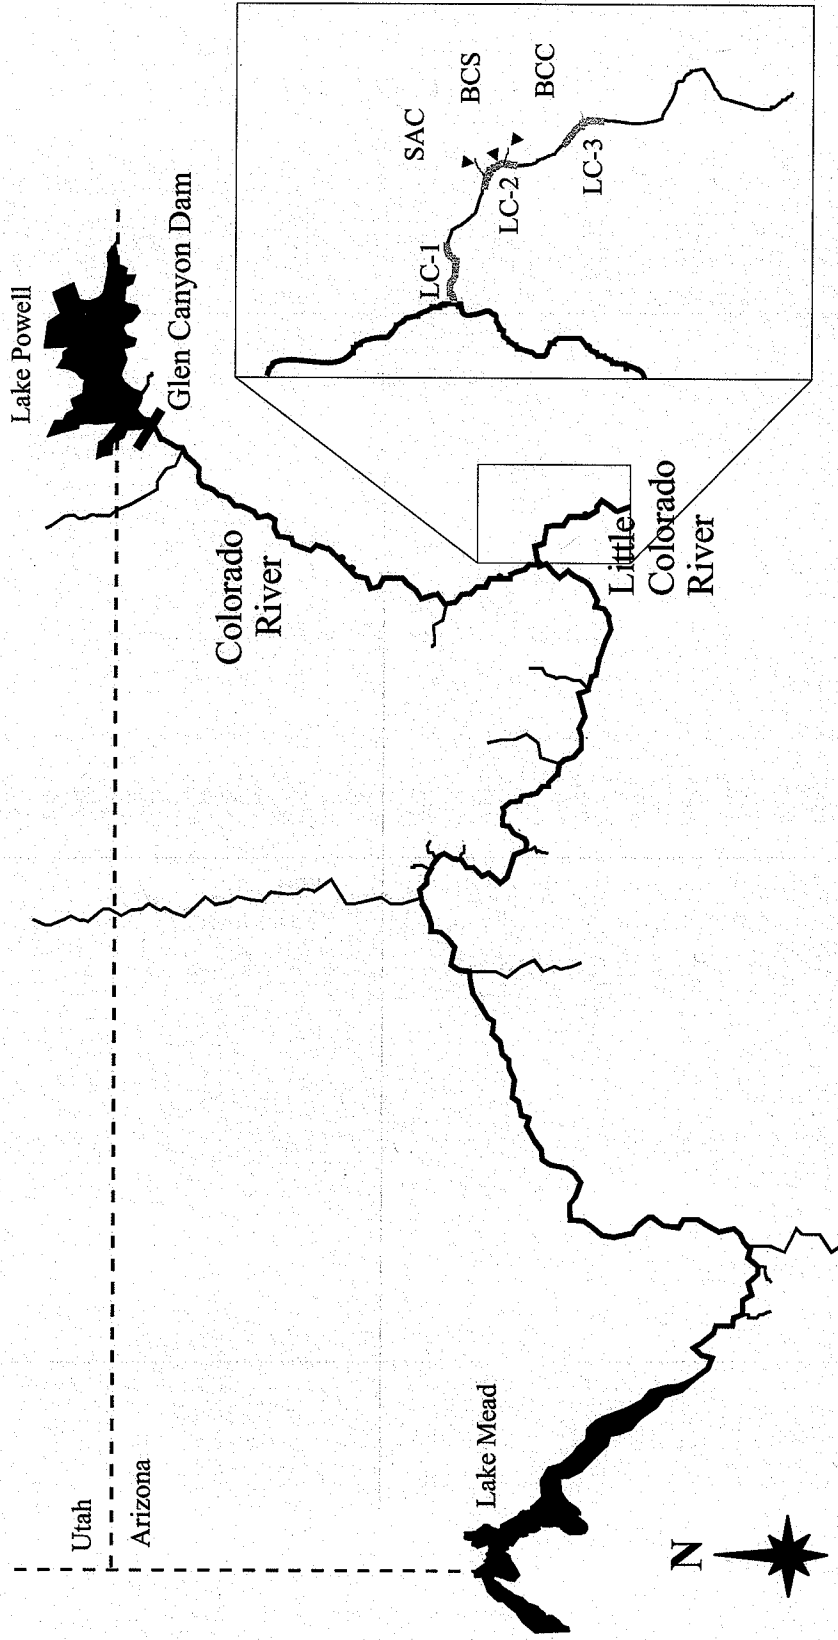 Lake Powell
Glen Canyon Dam
Utah
Arizona
Colorado
River
Little
Colorado
River
Lake Mead
N
SAC
BCS
BCC
LC-1
LC-2
LC-3